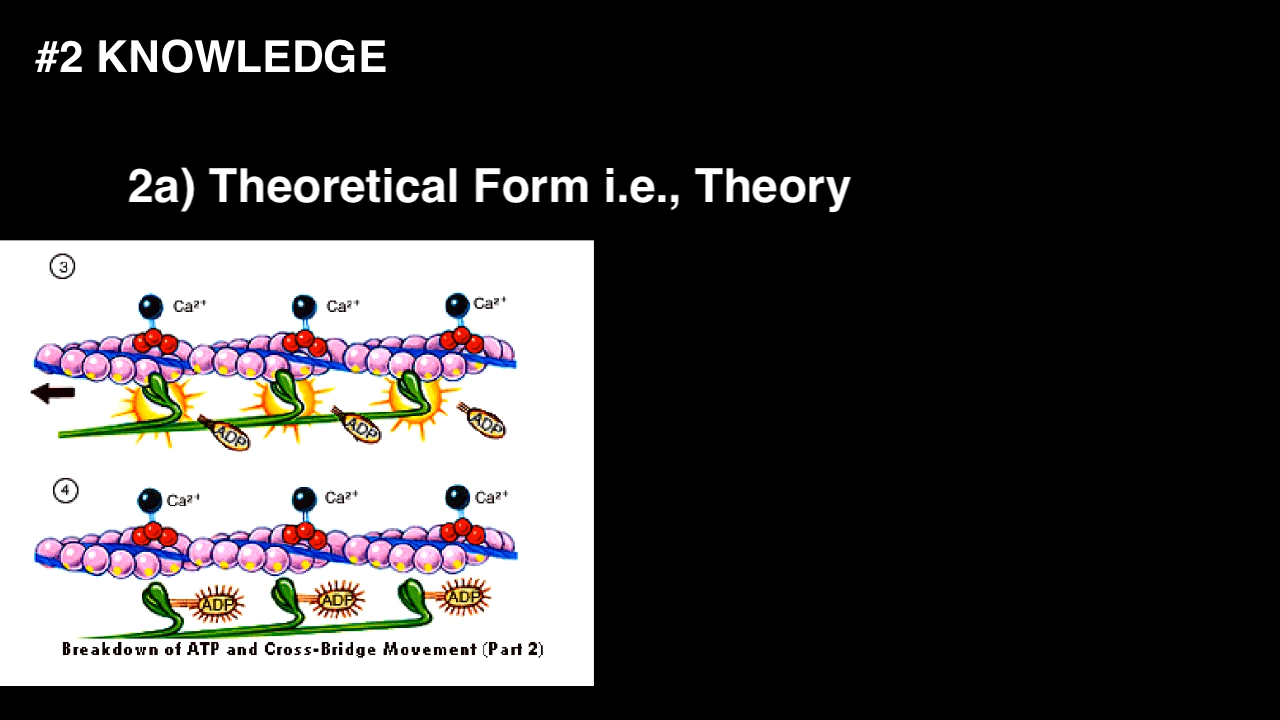 #2 KNOWLEDGE
2a) Theoretical Form i.e., Theory
3
Ca²⁺ Ca²⁺ Ca²⁺
ADP ADP ADP
4
Ca²⁺ Ca²⁺ Ca²⁺
ADP ADP ADP
Breakdown of ATP and Cross-Bridge Movement (Part 2)